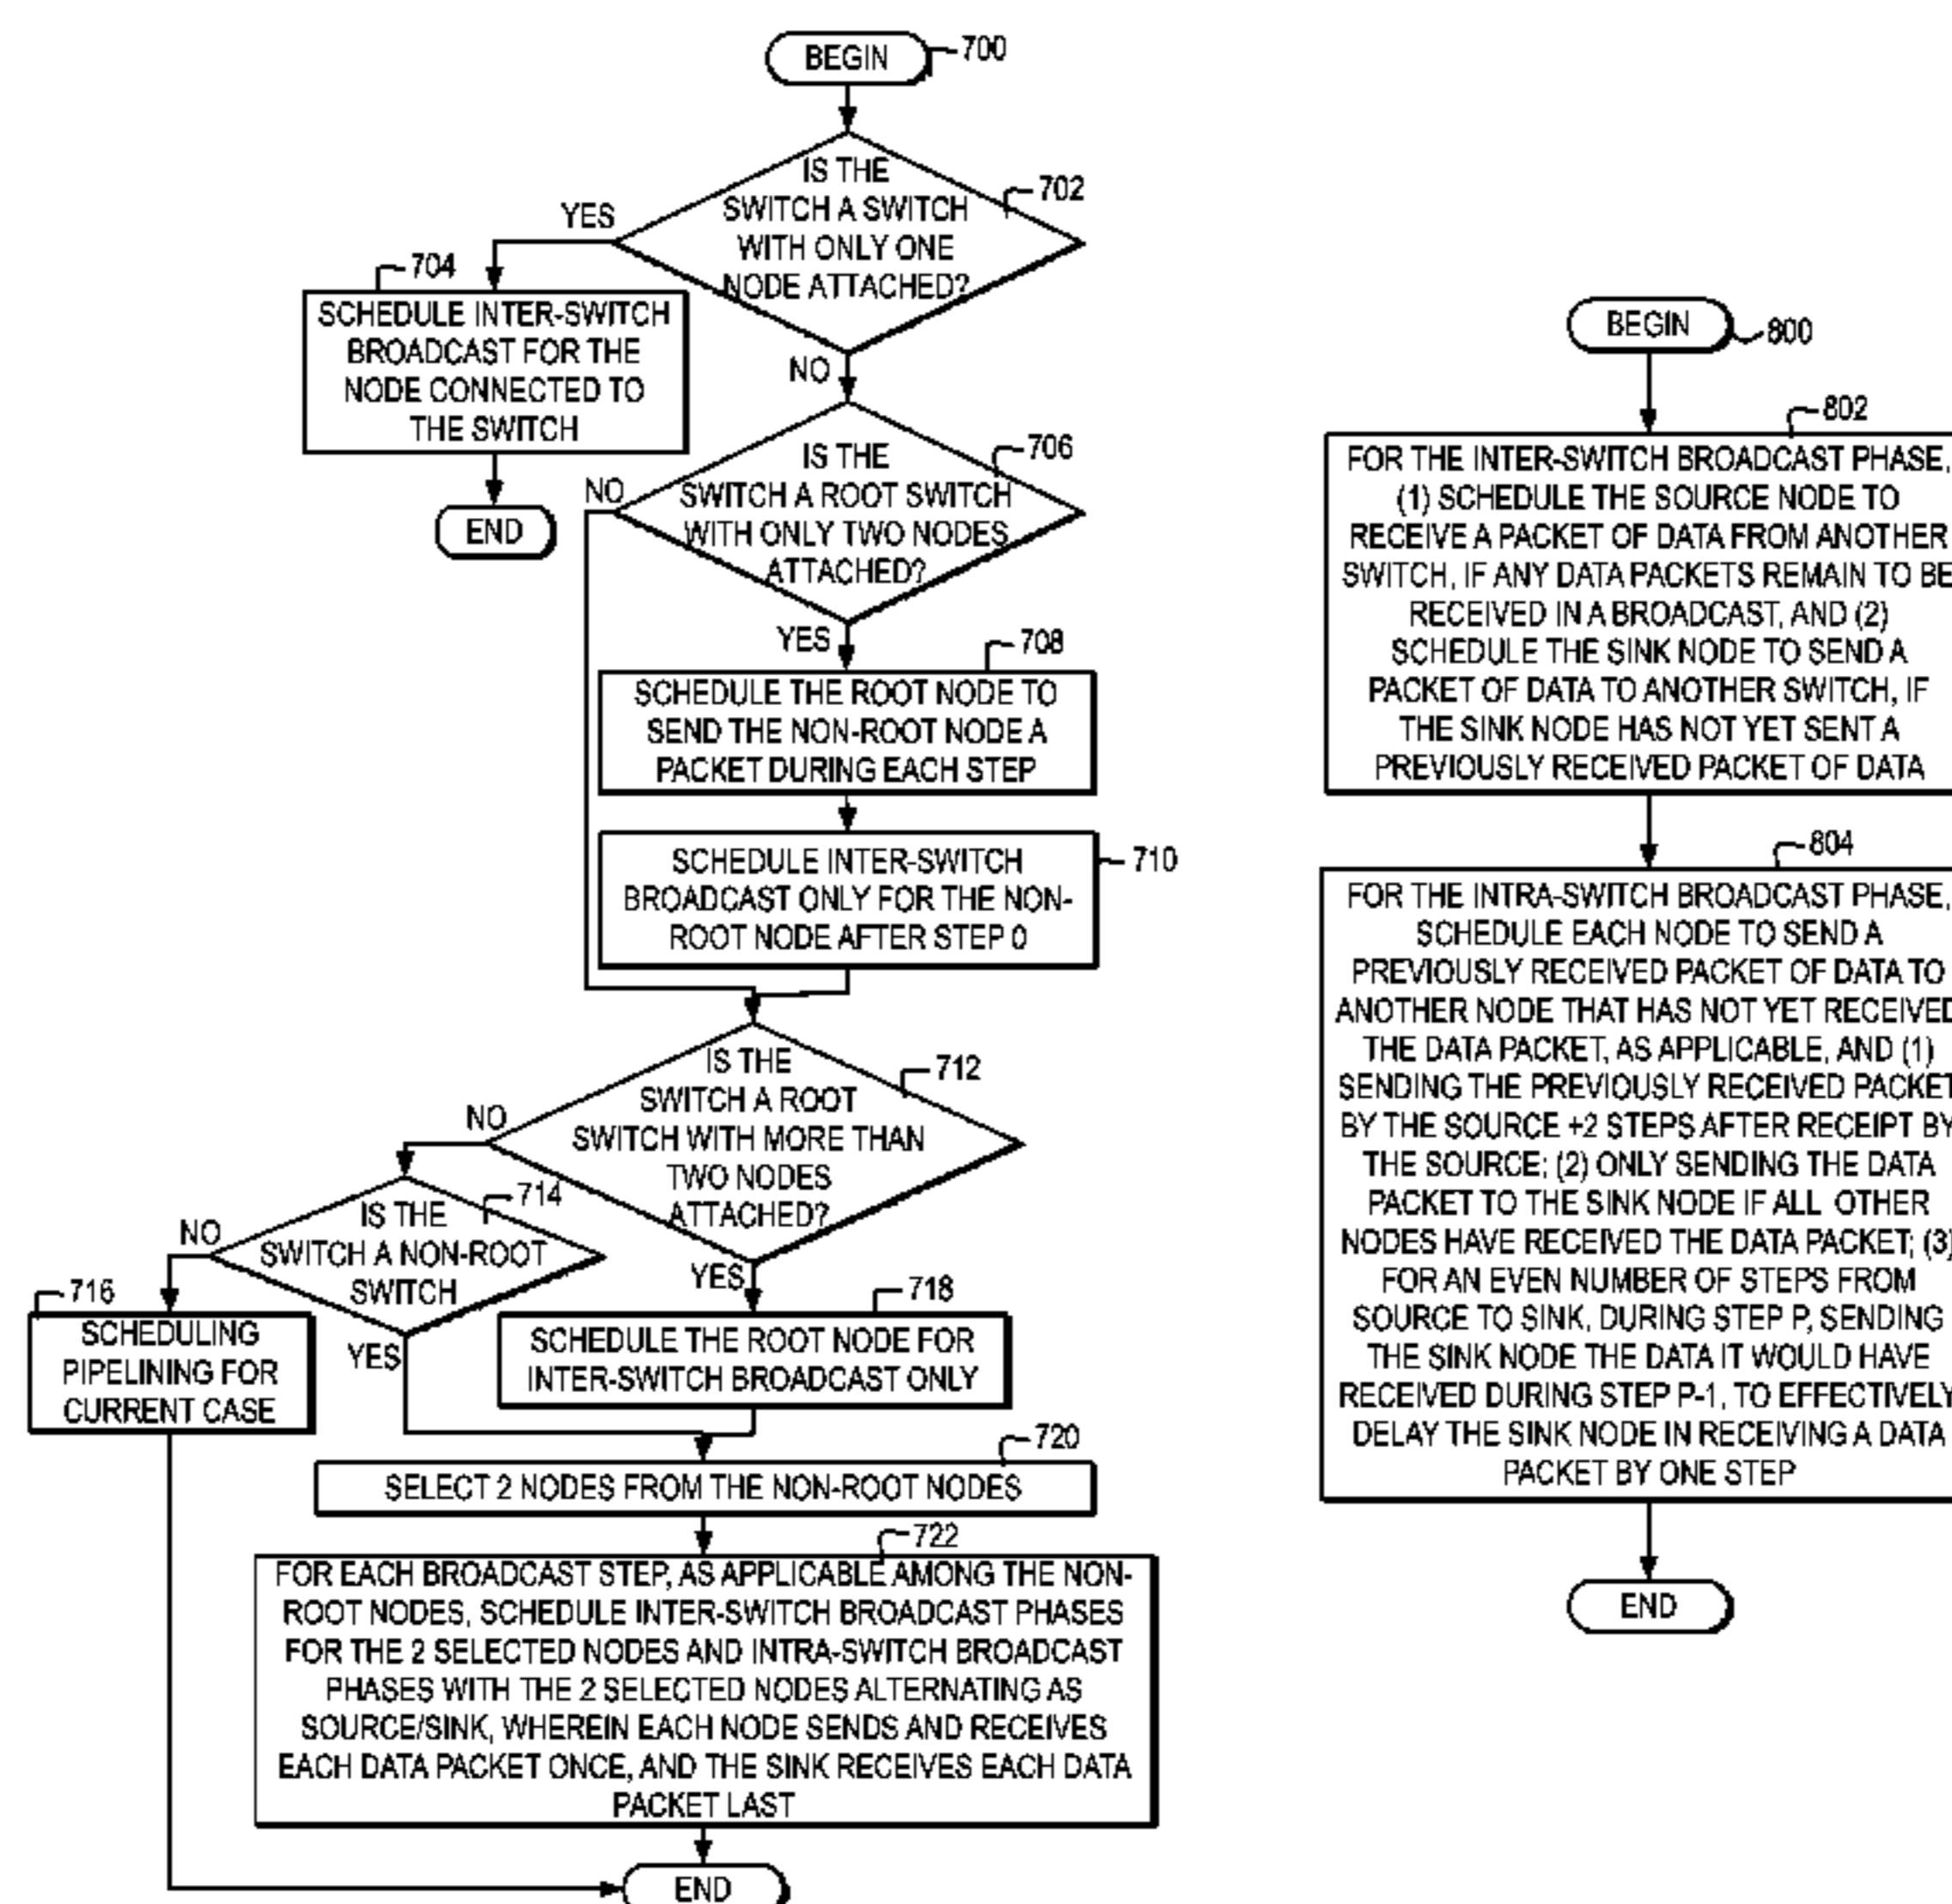 BEGIN
700
IS THE
SWITCH A SWITCH
WITH ONLY ONE
NODE ATTACHED?
702
YES
NO
704
SCHEDULE INTER-SWITCH
BROADCAST FOR THE
NODE CONNECTED TO
THE SWITCH
END
IS THE
SWITCH A ROOT SWITCH
WITH ONLY TWO NODES
ATTACHED?
706
NO
YES
708
SCHEDULE THE ROOT NODE TO
SEND THE NON-ROOT NODE A
PACKET DURING EACH STEP
SCHEDULE INTER-SWITCH
BROADCAST ONLY FOR THE NON-
ROOT NODE AFTER STEP 0
710
IS THE
SWITCH A ROOT
SWITCH WITH MORE THAN
TWO NODES
ATTACHED?
712
NO
YES
714
IS THE
SWITCH A NON-ROOT
SWITCH
NO
YES
716
SCHEDULING
PIPELINING FOR
CURRENT CASE
718
SCHEDULE THE ROOT NODE FOR
INTER-SWITCH BROADCAST ONLY
720
SELECT 2 NODES FROM THE NON-ROOT NODES
722
FOR EACH BROADCAST STEP, AS APPLICABLE AMONG THE NON-
ROOT NODES, SCHEDULE INTER-SWITCH BROADCAST PHASES
FOR THE 2 SELECTED NODES AND INTRA-SWITCH BROADCAST
PHASES WITH THE 2 SELECTED NODES ALTERNATING AS
SOURCE/SINK, WHEREIN EACH NODE SENDS AND RECEIVES
EACH DATA PACKET ONCE, AND THE SINK RECEIVES EACH DATA
PACKET LAST
END
BEGIN
800
802
FOR THE INTER-SWITCH BROADCAST PHASE,
(1) SCHEDULE THE SOURCE NODE TO
RECEIVE A PACKET OF DATA FROM ANOTHER
SWITCH, IF ANY DATA PACKETS REMAIN TO BE
RECEIVED IN A BROADCAST, AND (2)
SCHEDULE THE SINK NODE TO SEND A
PACKET OF DATA TO ANOTHER SWITCH, IF
THE SINK NODE HAS NOT YET SENT A
PREVIOUSLY RECEIVED PACKET OF DATA
804
FOR THE INTRA-SWITCH BROADCAST PHASE,
SCHEDULE EACH NODE TO SEND A
PREVIOUSLY RECEIVED PACKET OF DATA TO
ANOTHER NODE THAT HAS NOT YET RECEIVED
THE DATA PACKET, AS APPLICABLE, AND (1)
SENDING THE PREVIOUSLY RECEIVED PACKET
BY THE SOURCE +2 STEPS AFTER RECEIPT BY
THE SOURCE; (2) ONLY SENDING THE DATA
PACKET TO THE SINK NODE IF ALL OTHER
NODES HAVE RECEIVED THE DATA PACKET; (3)
FOR AN EVEN NUMBER OF STEPS FROM
SOURCE TO SINK, DURING STEP P, SENDING
THE SINK NODE THE DATA IT WOULD HAVE
RECEIVED DURING STEP P-1, TO EFFECTIVELY
DELAY THE SINK NODE IN RECEIVING A DATA
PACKET BY ONE STEP
END